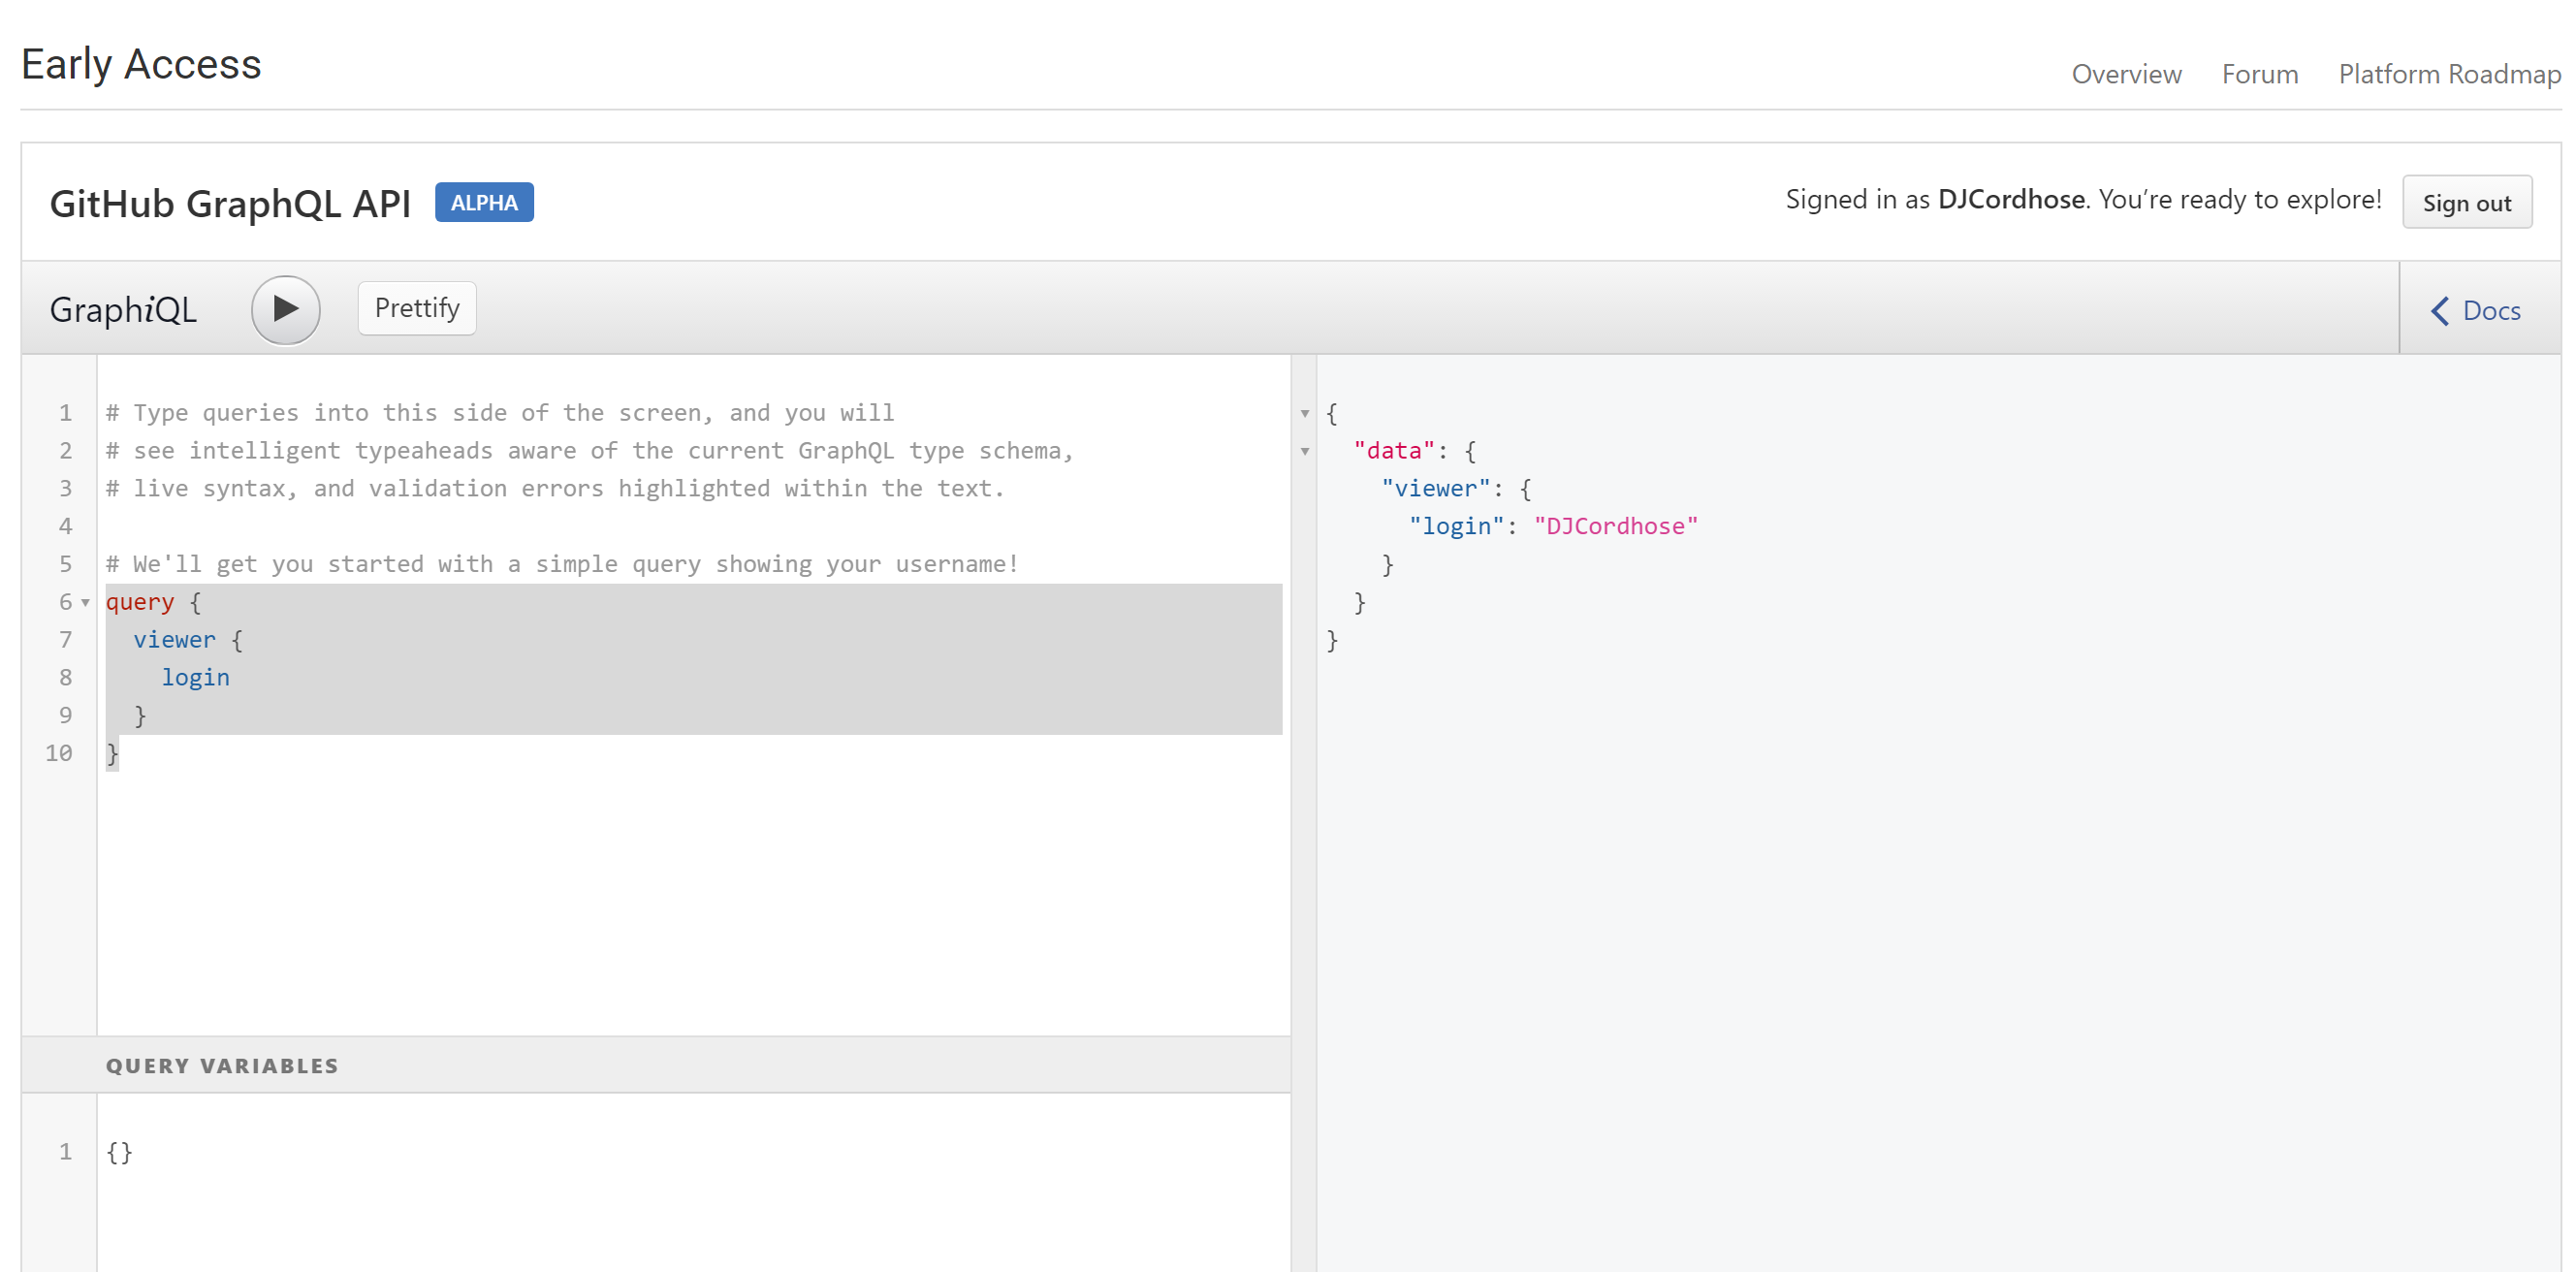 Early Access
Overview Forum Platform Roadmap
GitHub GraphQL API ALPHA
Signed in as DJCordhose. You’re ready to explore! Sign out
GraphiQL Prettify Docs
1 # Type queries into this side of the screen, and you will
2 # see intelligent typeaheads aware of the current GraphQL type schema,
3 # live syntax, and validation errors highlighted within the text.
4
5 # We'll get you started with a simple query showing your username!
6 query {
7   viewer {
8     login
9   }
10 }
QUERY VARIABLES
1 {}
{
  "data": {
    "viewer": {
      "login": "DJCordhose"
    }
  }
}